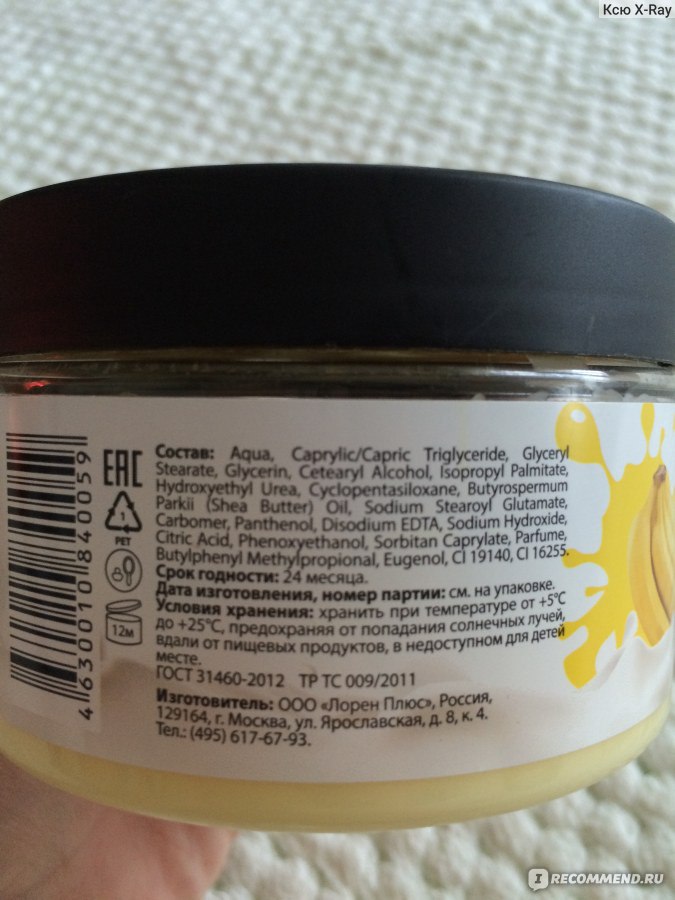 Ксю X-Ray
Состав: Aqua, Caprylic/Capric Triglyceride, Glyceryl
Stearate, Glycerin, Cetearyl Alcohol, Isopropyl Palmitate,
Hydroxyethyl Urea, Cyclopentasiloxane, Butyrospermum
Parkii (Shea Butter) Oil, Sodium Stearoyl Glutamate,
Carbomer, Panthenol, Disodium EDTA, Sodium Hydroxide,
Citric Acid, Phenoxyethanol, Sorbitan Caprylate, Parfume,
Butylphenyl Methylpropional, Eugenol, CI 19140, CI 16255.
Срок годности: 24 месяца.
Дата изготовления, номер партии: см. на упаковке.
Условия хранения: хранить при температуре от +5°С
до +25°С, предохраняя от попадания солнечных лучей,
вдали от пищевых продуктов, в недоступном для детей
месте.
ГОСТ 31460-2012 ТР ТС 009/2011
Изготовитель: ООО «Лорен Плюс», Россия,
129164, г. Москва, ул. Ярославская, д. 8, к. 4.
Тел.: (495) 617-67-93.
4 630010 840059
EAC
1
PET
12м
IRECOMMEND.RU